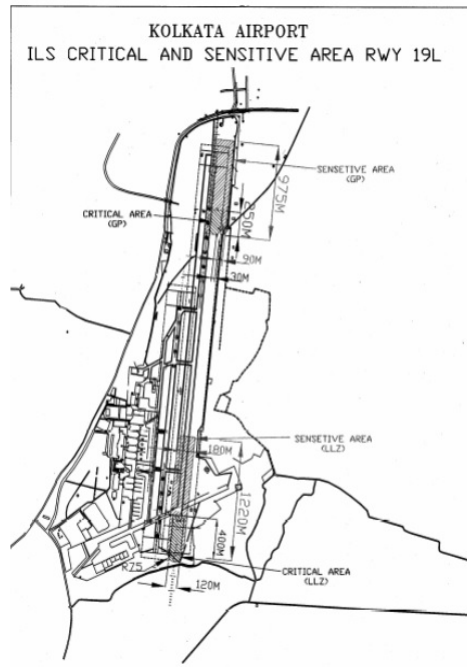 KOLKATA AIRPORT
ILS CRITICAL AND SENSITIVE AREA RWY 19L
SENSETIVE AREA
(GP)
975M
CRITICAL AREA
(GP)
250M
90M
30M
SENSETIVE AREA
(LLZ)
180M
1220M
400M
R75
CRITICAL AREA
(LLZ)
120M